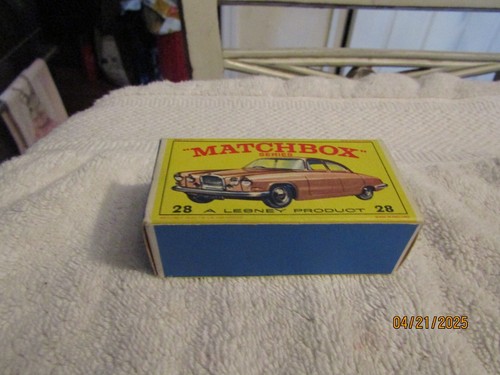 "MATCHBOX"
SERIES
28 A LESNEY PRODUCT 28
04/21/2025